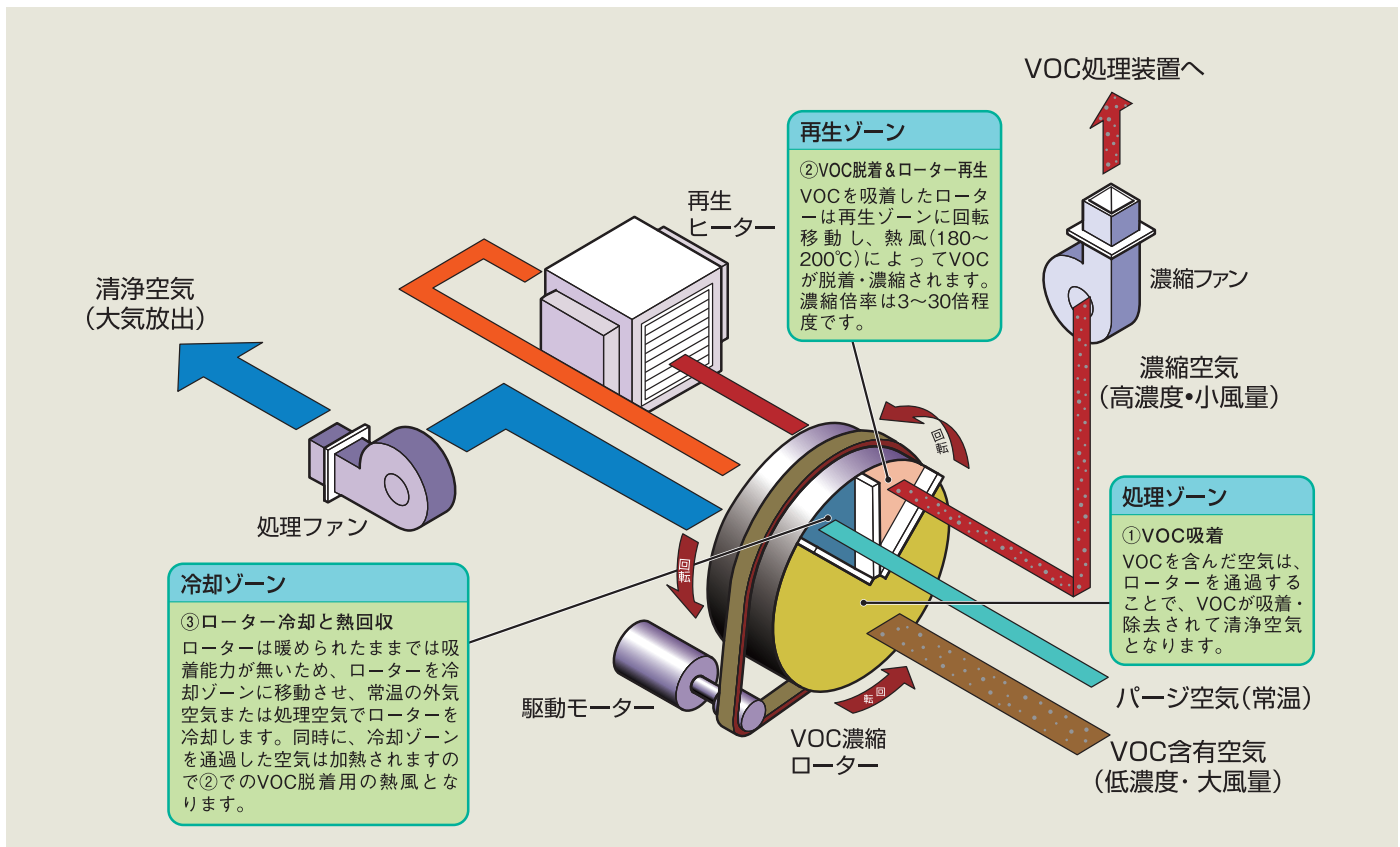 VOC処理装置へ
再生ゾーン
②VOC脱着&ローター再生
VOCを吸着したロータ
ーは再生ゾーンに回転
移動し、熱風(180〜
200℃)によってVOC
が脱着・濃縮されます。
濃縮倍率は3〜30倍程
度です。
再生
ヒーター
濃縮ファン
清浄空気
(大気放出)
濃縮空気
(高濃度•小風量)
回転
処理ファン
処理ゾーン
①VOC吸着
VOCを含んだ空気は、
ローターを通過する
ことで、VOCが吸着・
除去されて清浄空気
となります。
回転
冷却ゾーン
③ローター冷却と熱回収
ローターは暖められたままでは吸
着能力が無いため、ローターを冷
却ゾーンに移動させ、常温の外気
空気または処理空気でローターを
冷却します。同時に、冷却ゾーン
を通過した空気は加熱されますの
で②でのVOC脱着用の熱風とな
ります。
駆動モーター
回転
VOC濃縮
ローター
パージ空気(常温)
VOC含有空気
(低濃度・大風量)